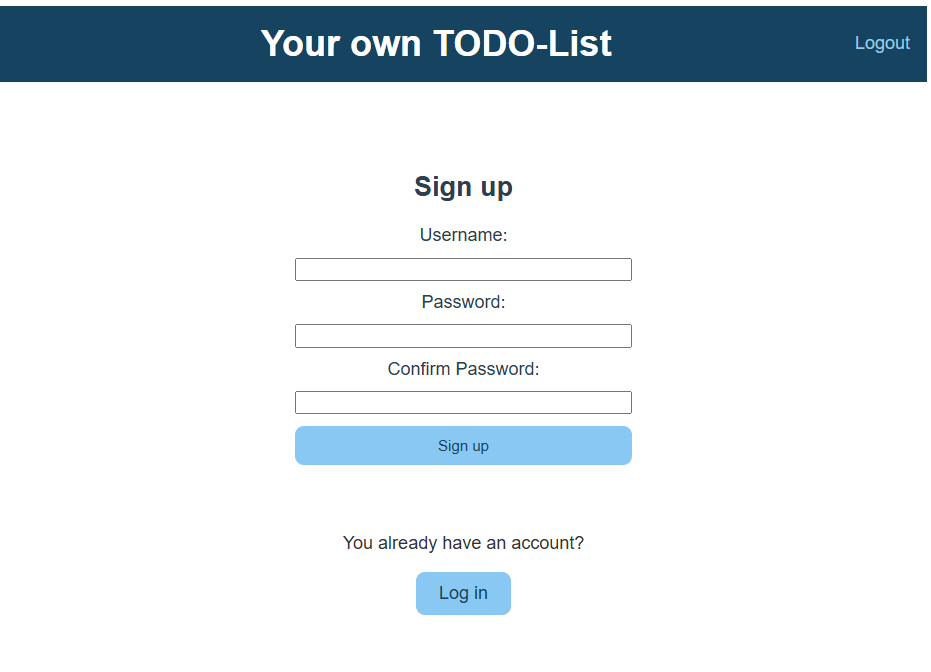 Your own TODO-List
Logout
Sign up
Username:
Password:
Confirm Password:
Sign up
You already have an account?
Log in